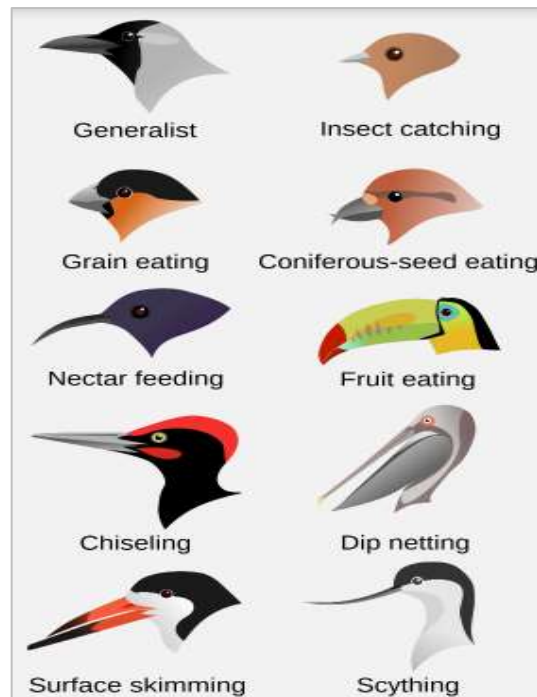 Generalist
Insect catching
Grain eating
Coniferous-seed eating
Nectar feeding
Fruit eating
Chiseling
Dip netting
Surface skimming
Scything